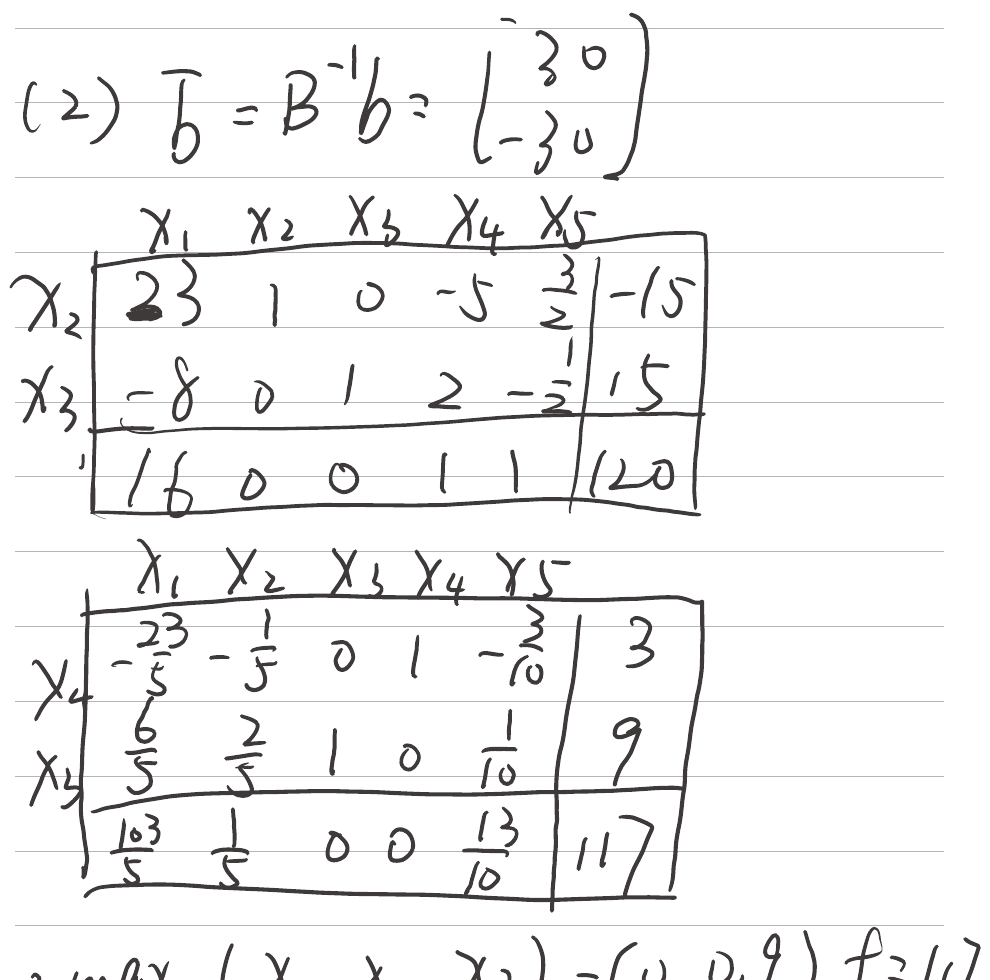 (2) b̄ = B⁻¹b = [ 30
-30 ]
x₁ x₂ x₃ x₄ x₅
x₂ 23 1 0 -5 3/2 -15
x₃ -8 0 1 2 -1/2 15
16 0 0 1 1 120
x₁ x₂ x₃ x₄ x₅
x₄ -23/5 -1/5 0 1 -3/10 3
x₃ 6/5 2/5 1 0 1/10 9
103/5 1/5 0 0 13/10 117